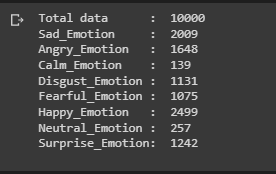 Total data      :  10000
Sad_Emotion     :  2009
Angry_Emotion   :  1648
Calm_Emotion    :  139
Disgust_Emotion :  1131
Fearful_Emotion :  1075
Happy_Emotion   :  2499
Neutral_Emotion :  257
Surprise_Emotion:  1242